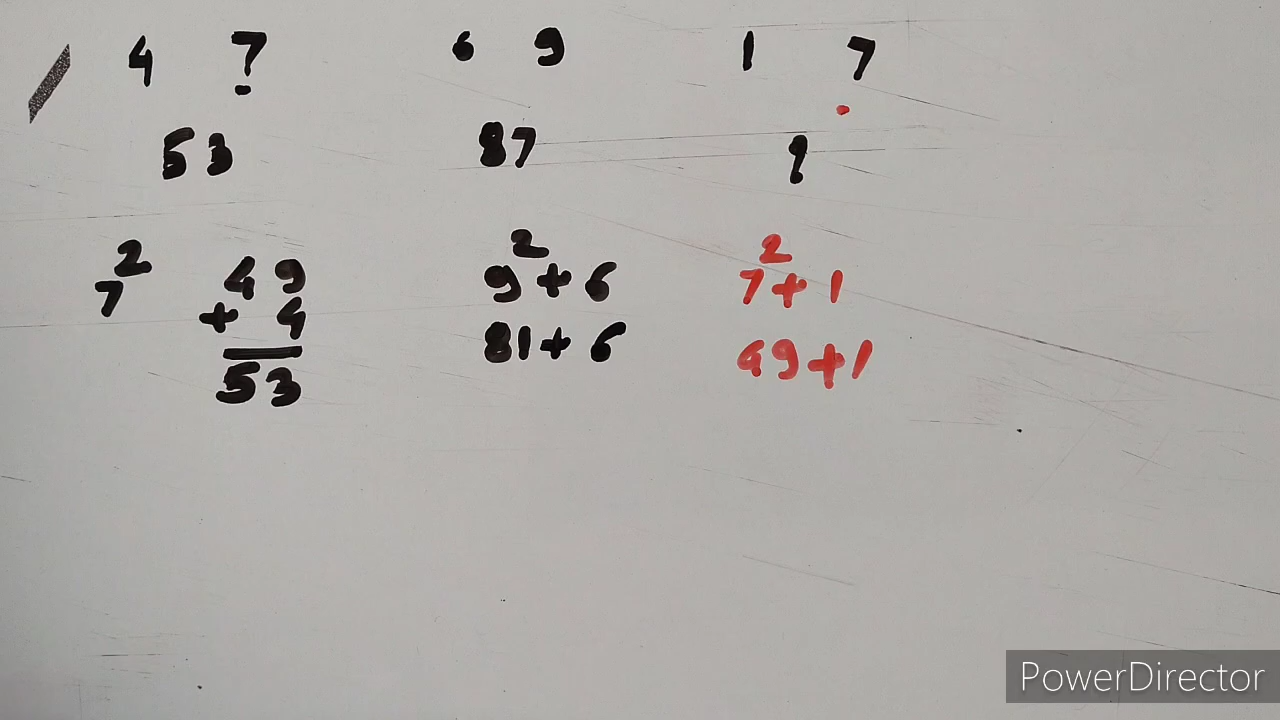 4 7 6 9 1 7
53 87 ?
7² 49 9²+6 7²+1
+ 4 81+6 49+1
53
PowerDirector